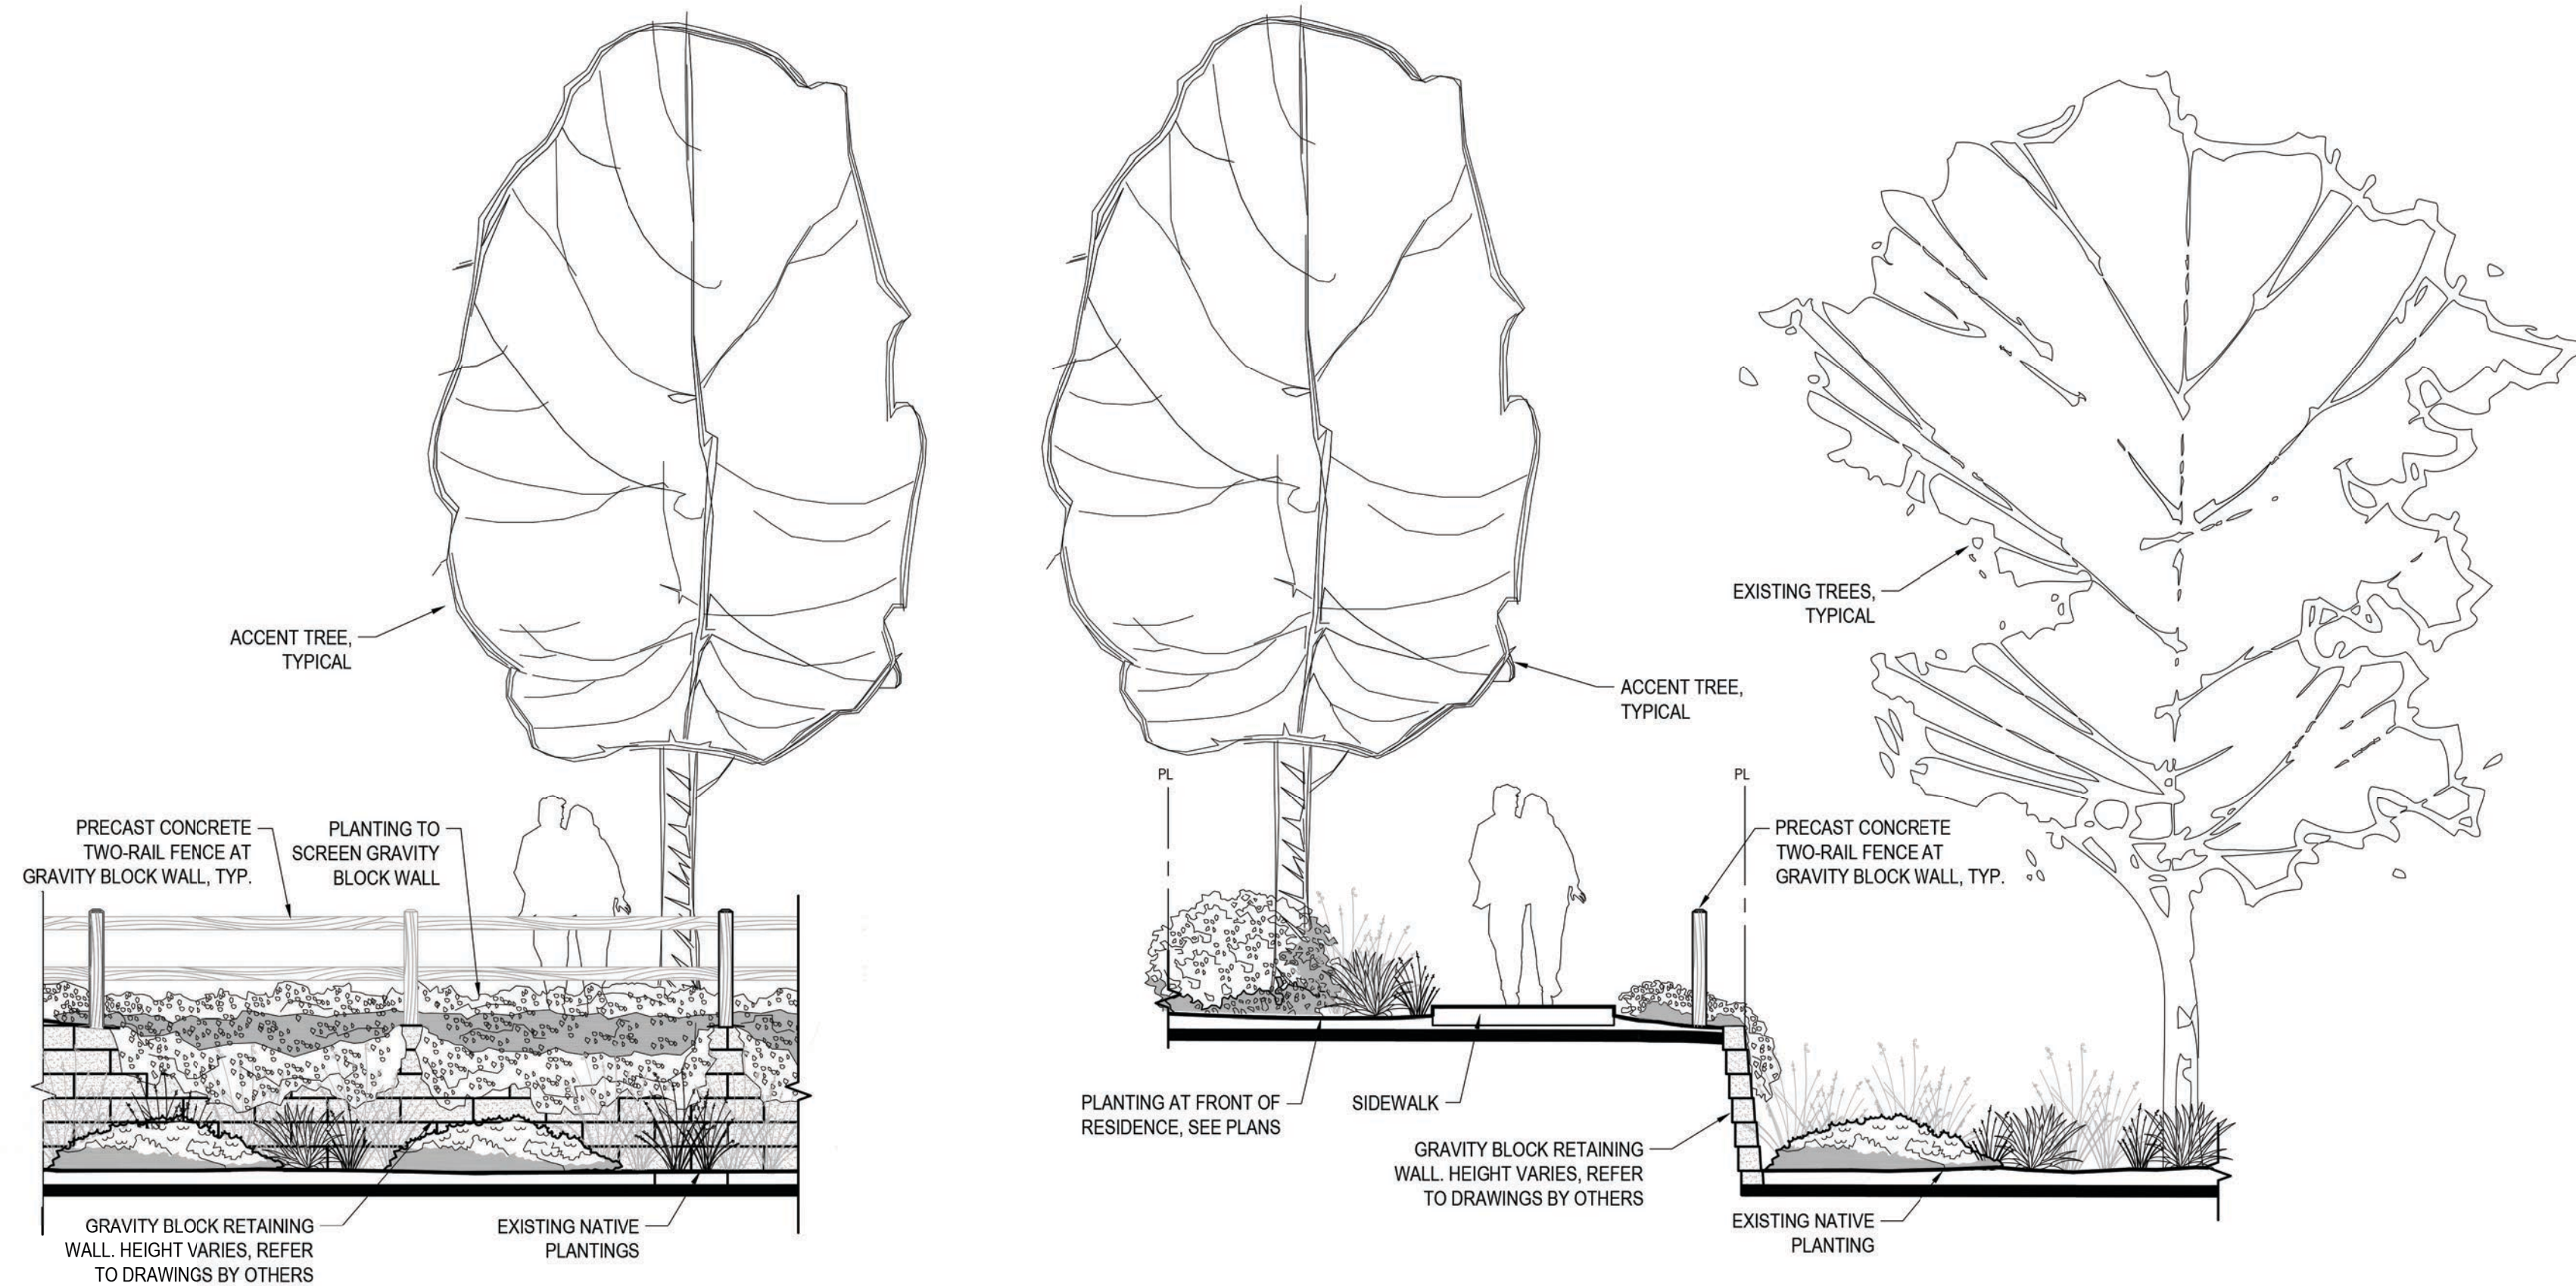 ACCENT TREE,
TYPICAL
PRECAST CONCRETE
TWO-RAIL FENCE AT
GRAVITY BLOCK WALL, TYP.
PLANTING TO
SCREEN GRAVITY
BLOCK WALL
GRAVITY BLOCK RETAINING
WALL. HEIGHT VARIES, REFER
TO DRAWINGS BY OTHERS
EXISTING NATIVE
PLANTINGS
EXISTING TREES,
TYPICAL
ACCENT TREE,
TYPICAL
PL
PL
PRECAST CONCRETE
TWO-RAIL FENCE AT
GRAVITY BLOCK WALL, TYP.
PLANTING AT FRONT OF
RESIDENCE, SEE PLANS
SIDEWALK
GRAVITY BLOCK RETAINING
WALL. HEIGHT VARIES, REFER
TO DRAWINGS BY OTHERS
EXISTING NATIVE
PLANTING